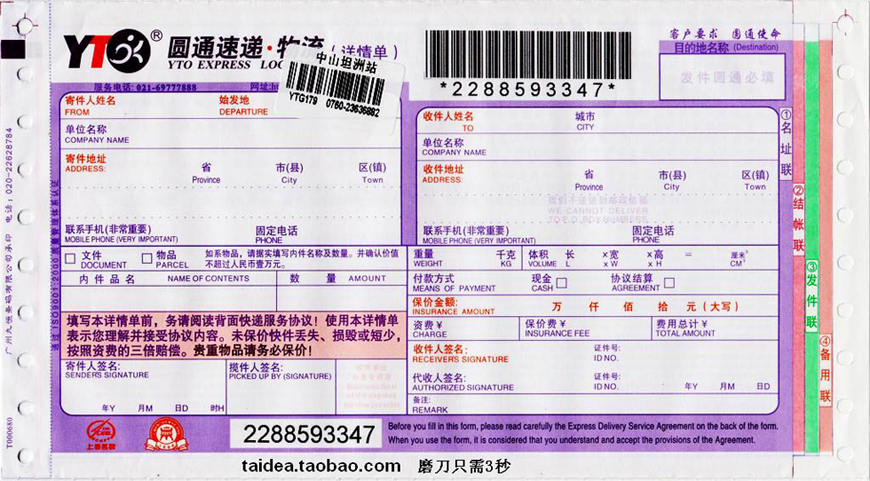 YTO®
圆通速递·物流(详情单)
YTO EXPRESS
服务电话: 021-69777888
中山坦洲站
YTG179 0760-23636882
*2288593347*
客户要求 圆通使命
目的地名称(Destination)
发件圆通必填
寄件人姓名
FROM
始发地
DEPARTURE
单位名称
COMPANY NAME
寄件地址
ADDRESS:
省
Province
市(县)
City
区(镇)
Town
联系手机(非常重要)
MOBILE PHONE (VERY IMPORTANT)
固定电话
PHONE
收件人姓名
TO
城市
CITY
单位名称
COMPANY NAME
收件地址
ADDRESS
省
Province
市(县)
City
区(镇)
Town
WE CANNOT DELIVER
联系手机(非常重要)
MOBILE PHONE (VERY IMPORTANT)
固定电话
PHONE
文件
DOCUMENT
物品
PARCEL
如系物品,请据实填写内件名称及数量。并确认价值
不超过人民币壹万元。
内 件 品 名 NAME OF CONTENTS
数 量 AMOUNT
填写本详情单前,务请阅读背面快递服务协议!使用本详情单
表示您理解并接受协议内容。未保价快件丢失、损毁或短少,
按照资费的三倍赔偿。贵重物品请务必保价!
寄件人签名:
SENDER'S SIGNATURE
年Y 月M 日D 时H
揽件人签名:
PICKED UP BY (SIGNATURE)
重量 千克
WEIGHT KG
体积 长 ×宽 ×高 = 厘米³
VOLUME L x W x H CM³
付款方式
MEANS OF PAYMENT
现金
CASH
协议结算
AGREEMENT
保价金额: 万 仟 佰 拾 元 (大写)
INSURANCE AMOUNT
资费¥
CHARGE
保价费¥
INSURANCE FEE
费用总计¥
TOTAL AMOUNT
收件人签名:
RECEIVER'S SIGNATURE
证件号:
ID NO.
代收人签名:
AUTHORIZED SIGNATURE
证件号:
ID NO.
年Y 月M 日D
备注:
REMARK
①名址联
②结帐联
③发件联
④备用联
2288593347
Before you fill in this form, please read carefully the Express Delivery Service Agreement on the back of the form.
When you use the form, it is considered that you understand and accept the provisions of the Agreement.
电话: 020-22628784
T000680
taidea.taobao.com 磨刀只需3秒